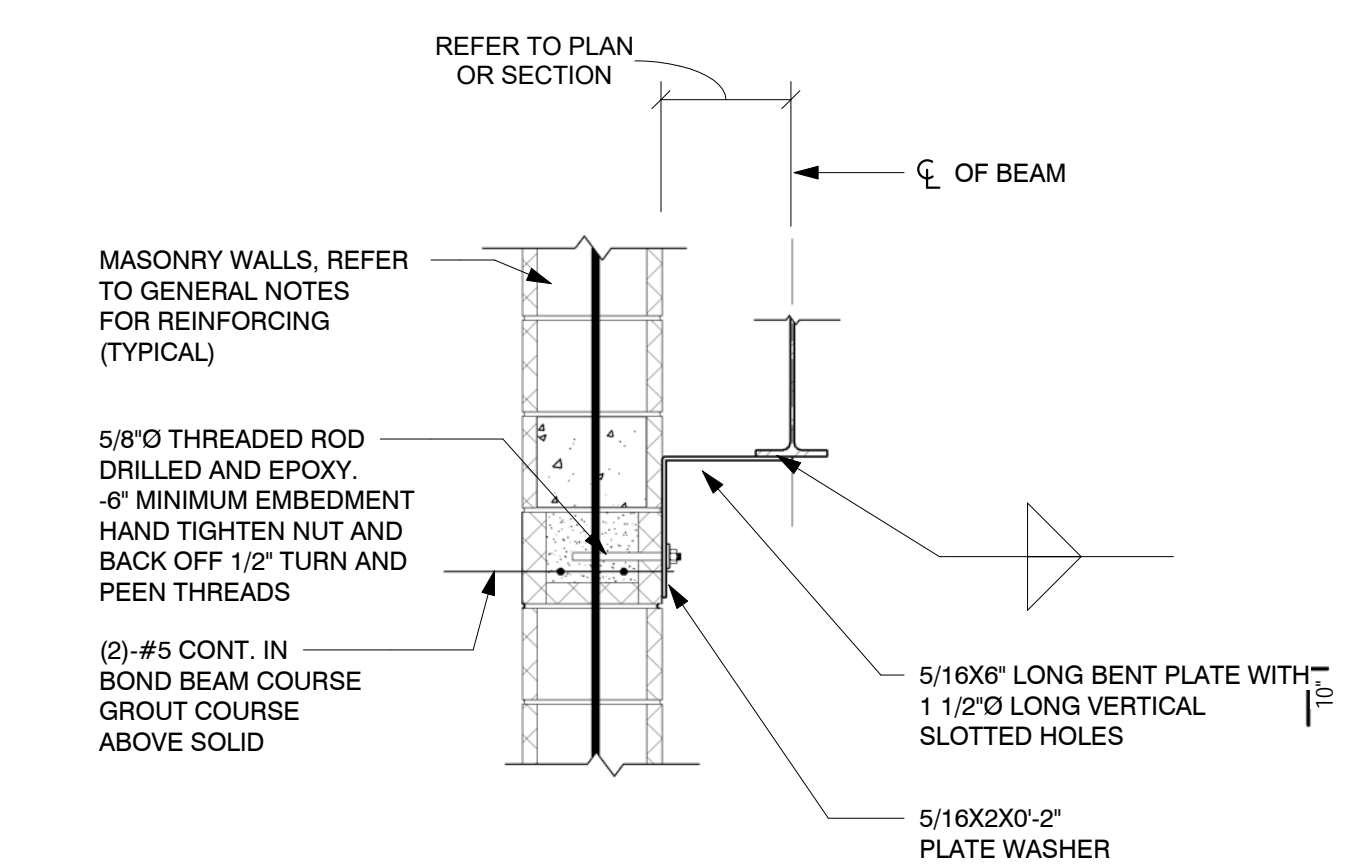 REFER TO PLAN
OR SECTION
℄ OF BEAM
MASONRY WALLS, REFER
TO GENERAL NOTES
FOR REINFORCING
(TYPICAL)
5/8"Ø THREADED ROD
DRILLED AND EPOXY.
-6" MINIMUM EMBEDMENT
HAND TIGHTEN NUT AND
BACK OFF 1/2" TURN AND
PEEN THREADS
(2)-#5 CONT. IN
BOND BEAM COURSE
GROUT COURSE
ABOVE SOLID
5/16X6" LONG BENT PLATE WITH
1 1/2"Ø LONG VERTICAL
SLOTTED HOLES
10"
5/16X2X0'-2"
PLATE WASHER